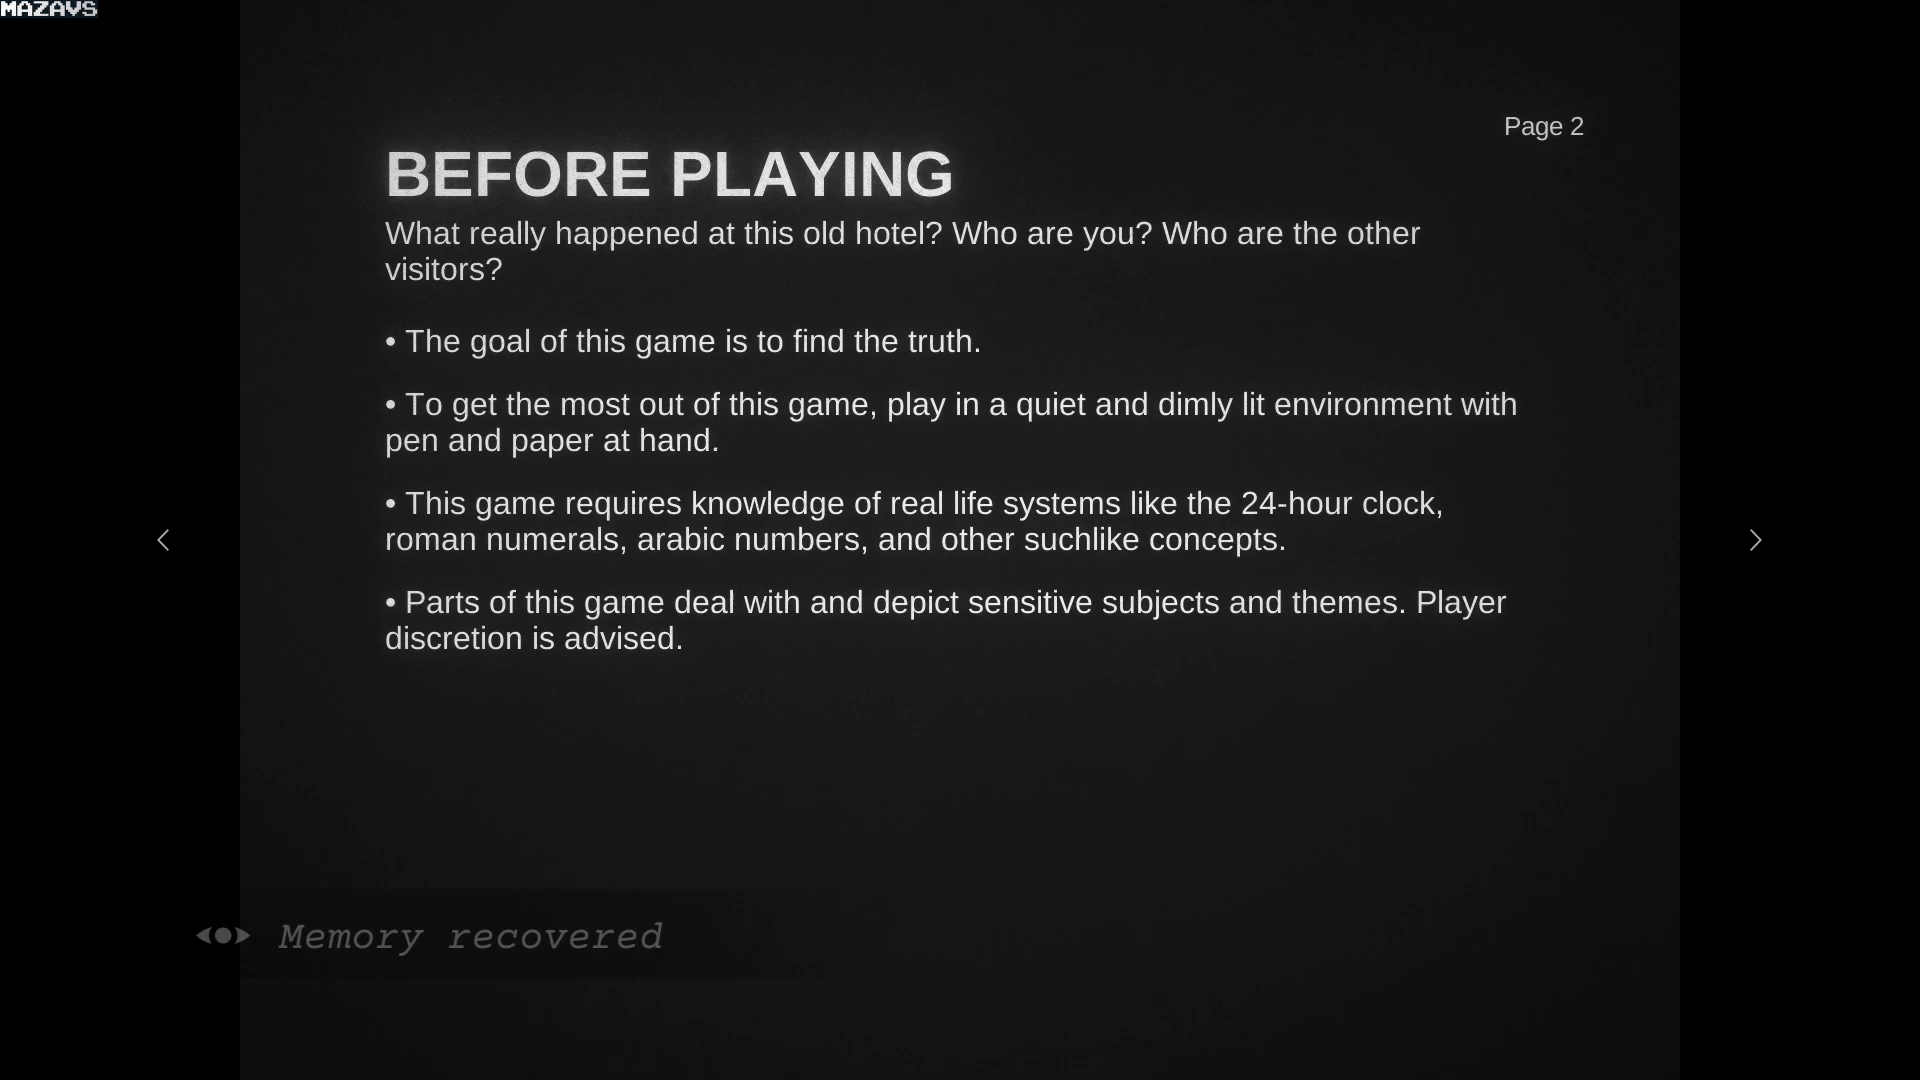 MAZAVS
Page 2
BEFORE PLAYING
What really happened at this old hotel? Who are you? Who are the other
visitors?
• The goal of this game is to find the truth.
• To get the most out of this game, play in a quiet and dimly lit environment with
pen and paper at hand.
• This game requires knowledge of real life systems like the 24-hour clock,
roman numerals, arabic numbers, and other suchlike concepts.
• Parts of this game deal with and depict sensitive subjects and themes. Player
discretion is advised.
Memory recovered